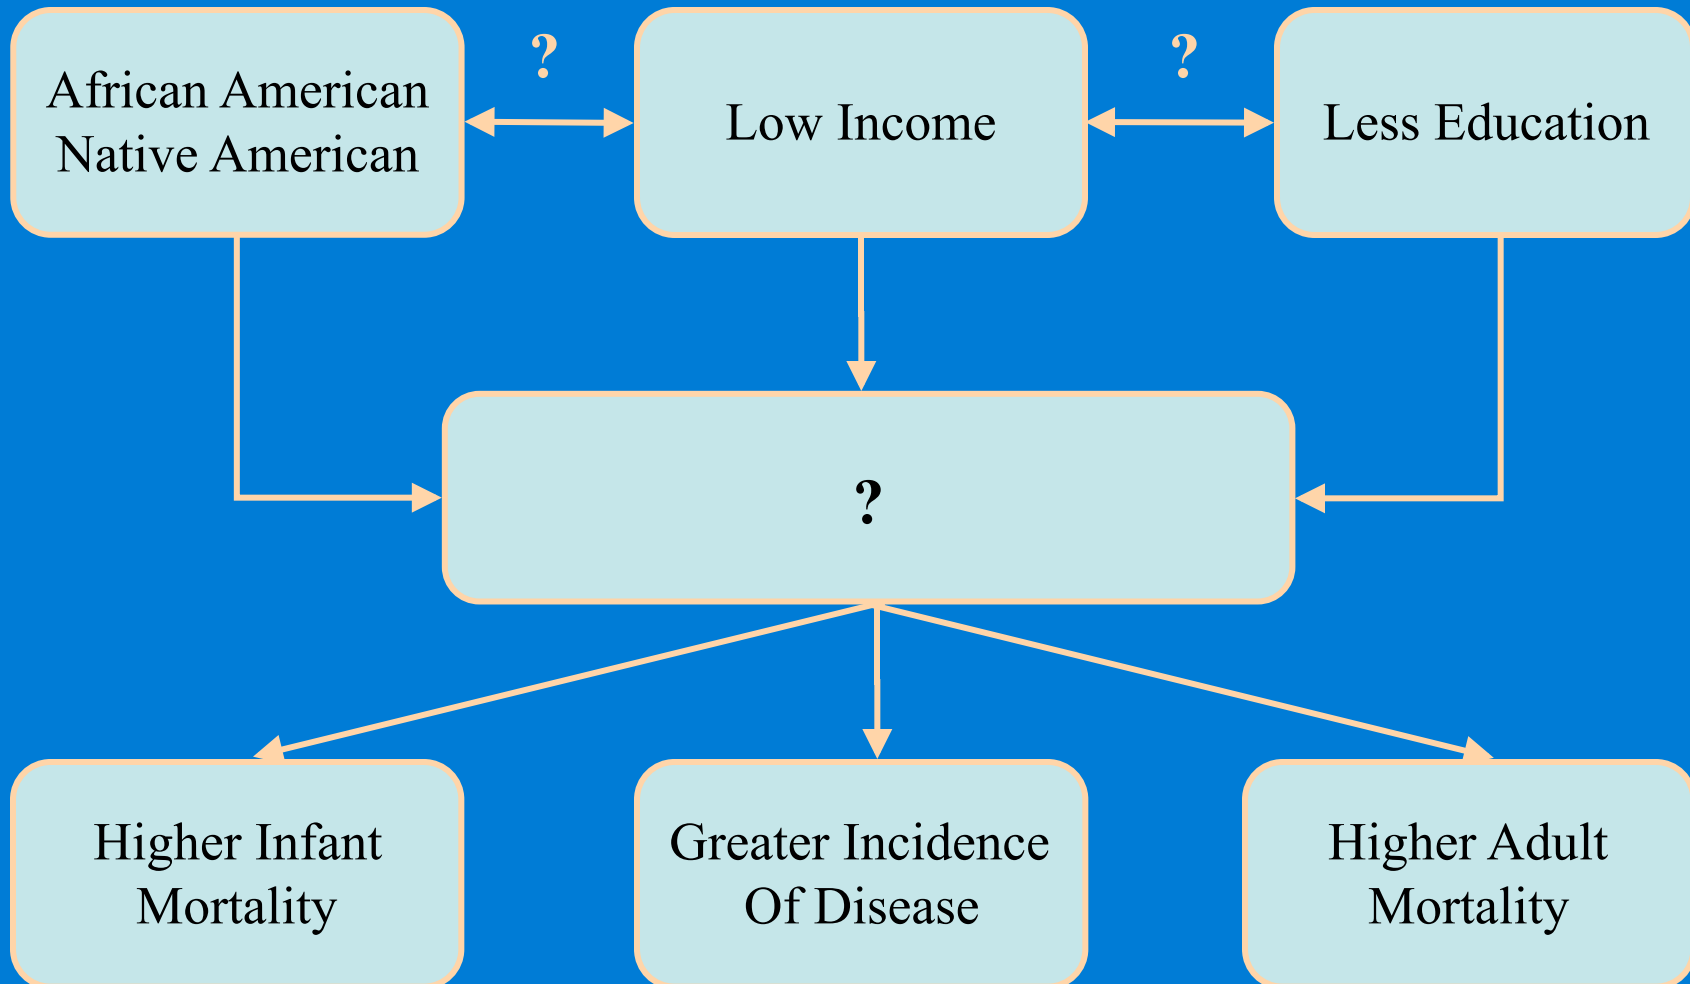 African American
Native American
?
Low Income
?
Less Education
?
Higher Infant
Mortality
Greater Incidence
Of Disease
Higher Adult
Mortality